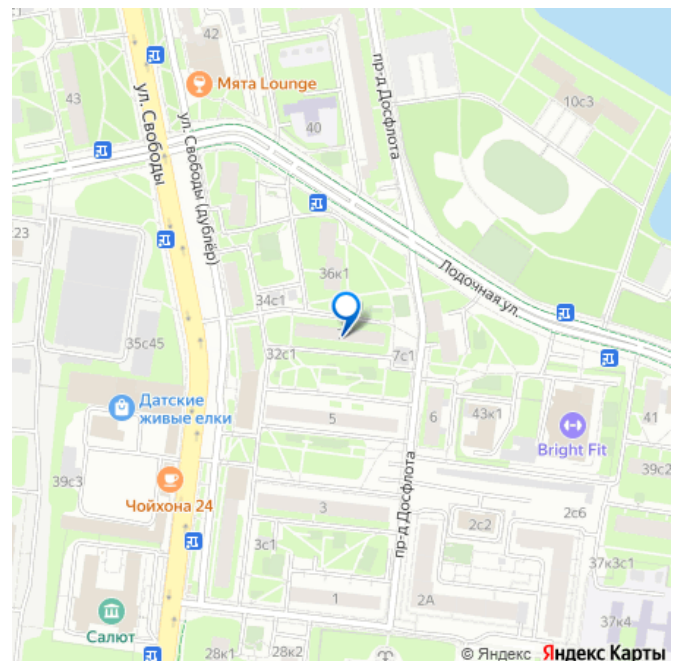 42
Мята Lounge
43
40
10с3
ул. Свободы
ул. Свободы (дублёр)
пр-д Досфлота
23
36к1
Лодочная ул.
34с1
35с45
32с1
7с1
Датские
живые елки
5
6
43к1
41
Bright Fit
39с3
39с2
Чойхона 24
3
пр-д Досфлота
2с2
2с6
3с1
37к3с1
1
2А
37к4
Салют
28к1
28к2
© Яндекс Яндекс Карты